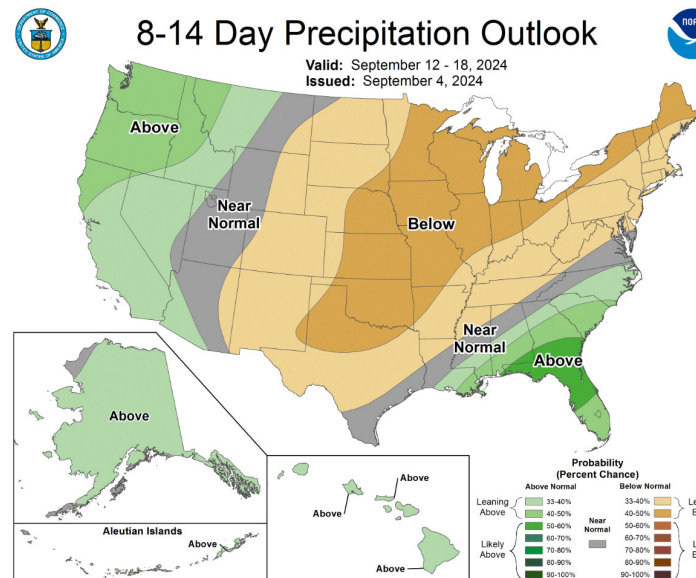 8-14 Day Precipitation Outlook
Valid: September 12 - 18, 2024
Issued: September 4, 2024
Above
Near
Normal
Below
Near
Normal
Above
Above
Aleutian Islands
Above
Above
Above
Above
Probability
(Percent Chance)
Above Normal Below Normal
Leaning
Above
33-40% 33-40%
40-50% 40-50%
Likely
Above
50-60% 50-60%
60-70% 60-70%
70-80% 70-80%
80-90% 80-90%
90-100% 90-100%
Near
Normal